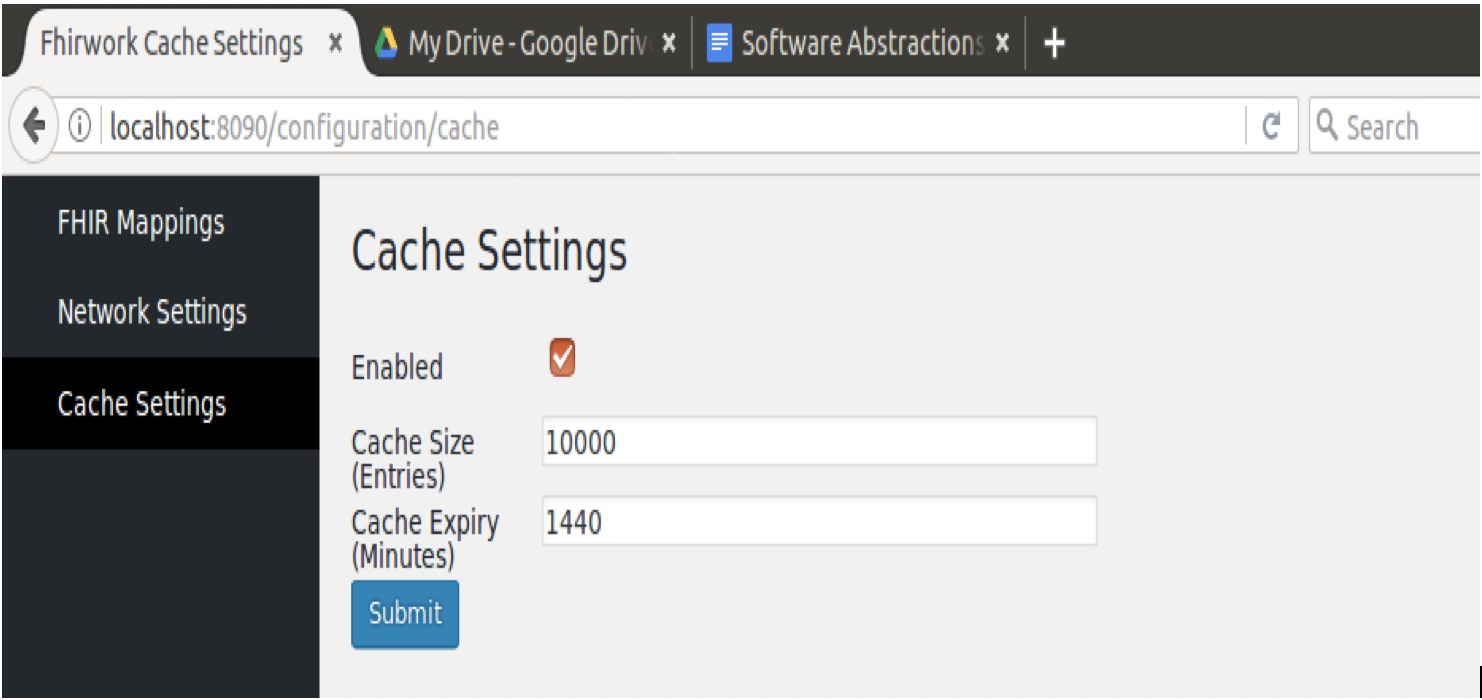 Fhirwork Cache Settings × My Drive - Google Driv × Software Abstractions × +
localhost:8090/configuration/cache Search
FHIR Mappings
Network Settings
Cache Settings
Cache Settings
Enabled
Cache Size
(Entries)
10000
Cache Expiry
(Minutes)
1440
Submit